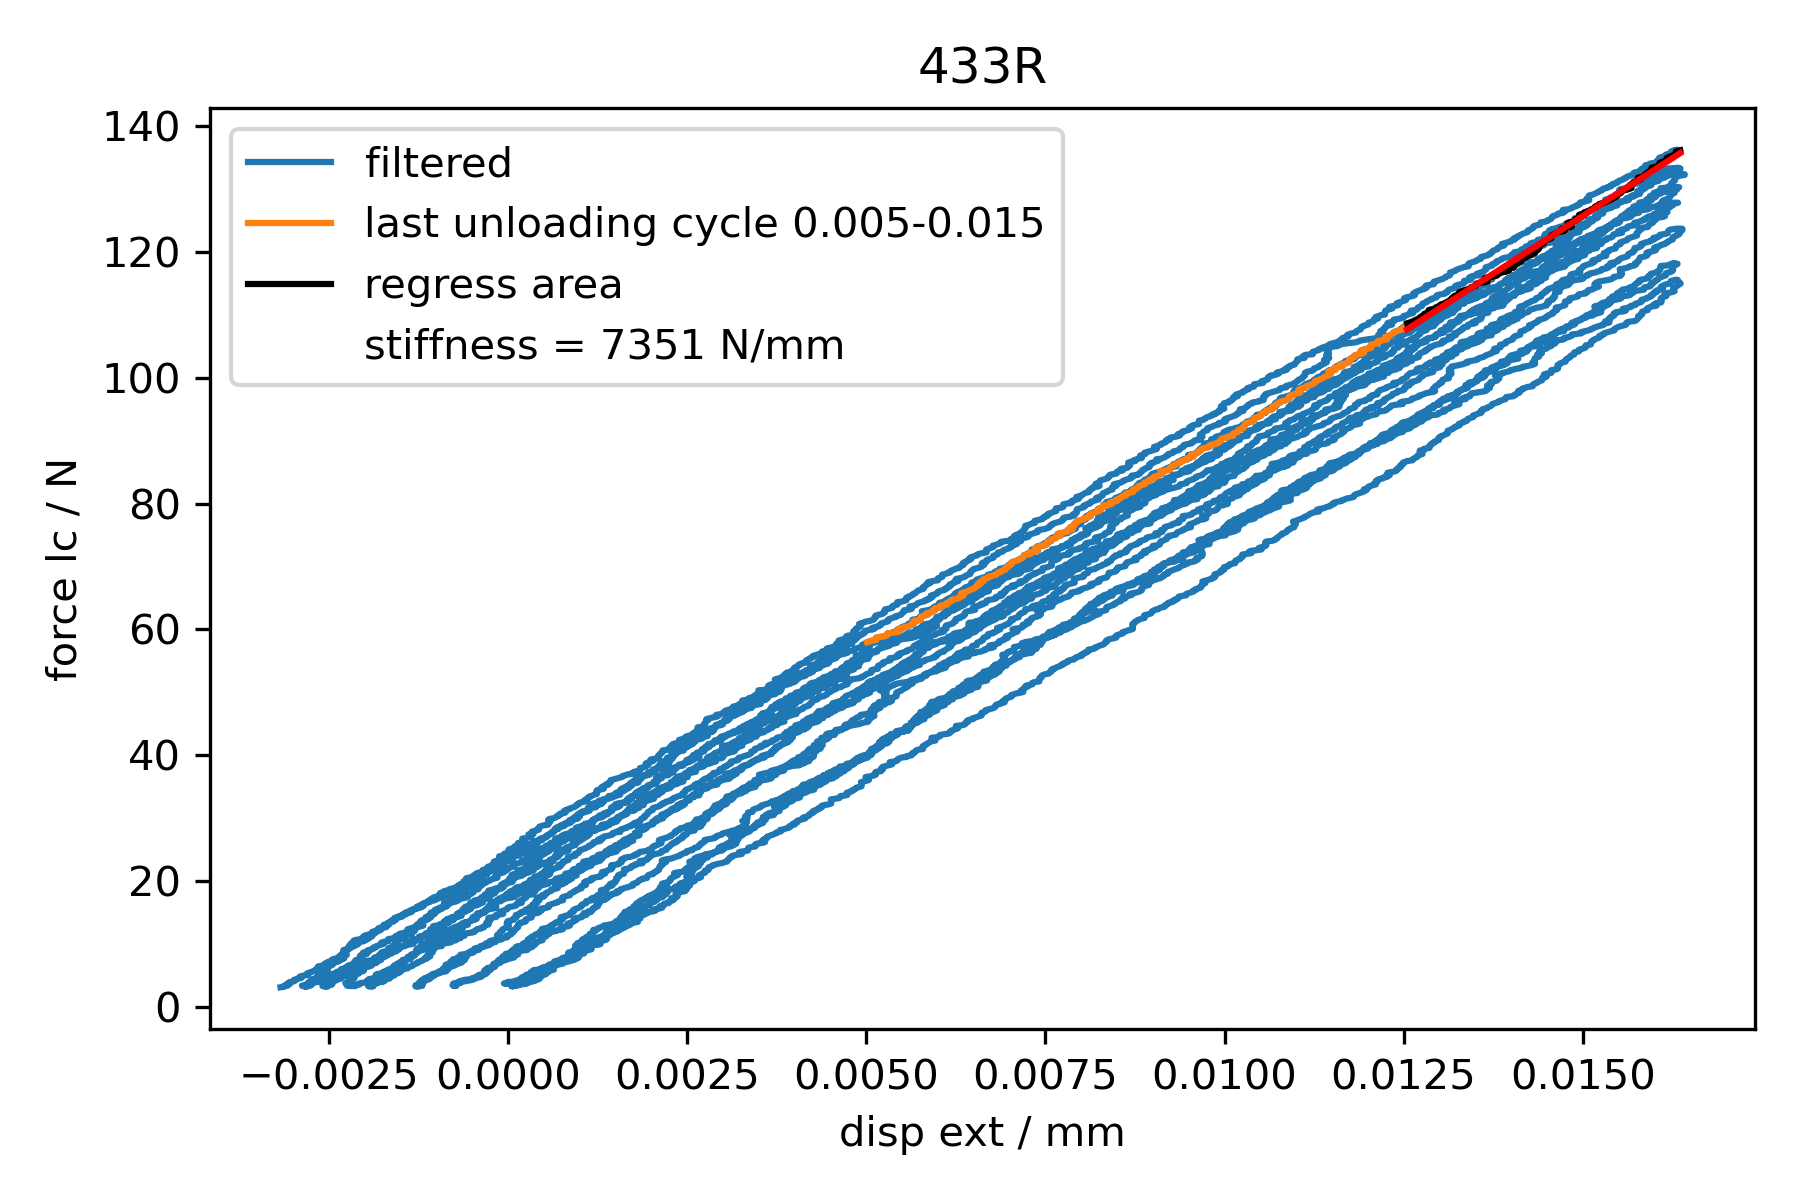 433R
140
120
100
80
60
40
20
0
force lc / N
filtered
last unloading cycle 0.005-0.015
regress area
stiffness = 7351 N/mm
−0.0025 0.0000 0.0025 0.0050 0.0075 0.0100 0.0125 0.0150
disp ext / mm